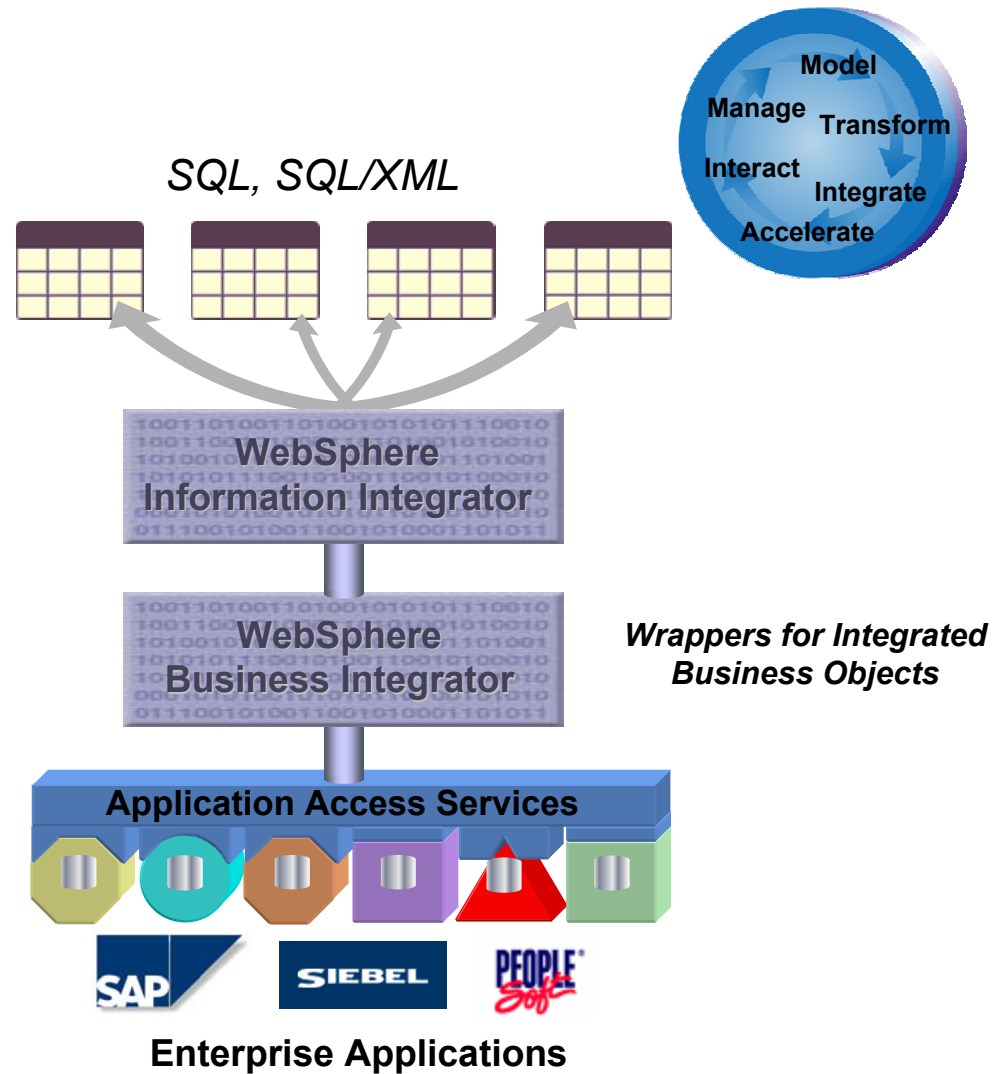 Model
Manage
Transform
Interact
Integrate
Accelerate
SQL, SQL/XML
WebSphere
Information Integrator
WebSphere
Business Integrator
Wrappers for Integrated
Business Objects
Application Access Services
SAP
SIEBEL
PEOPLE
Soft
Enterprise Applications